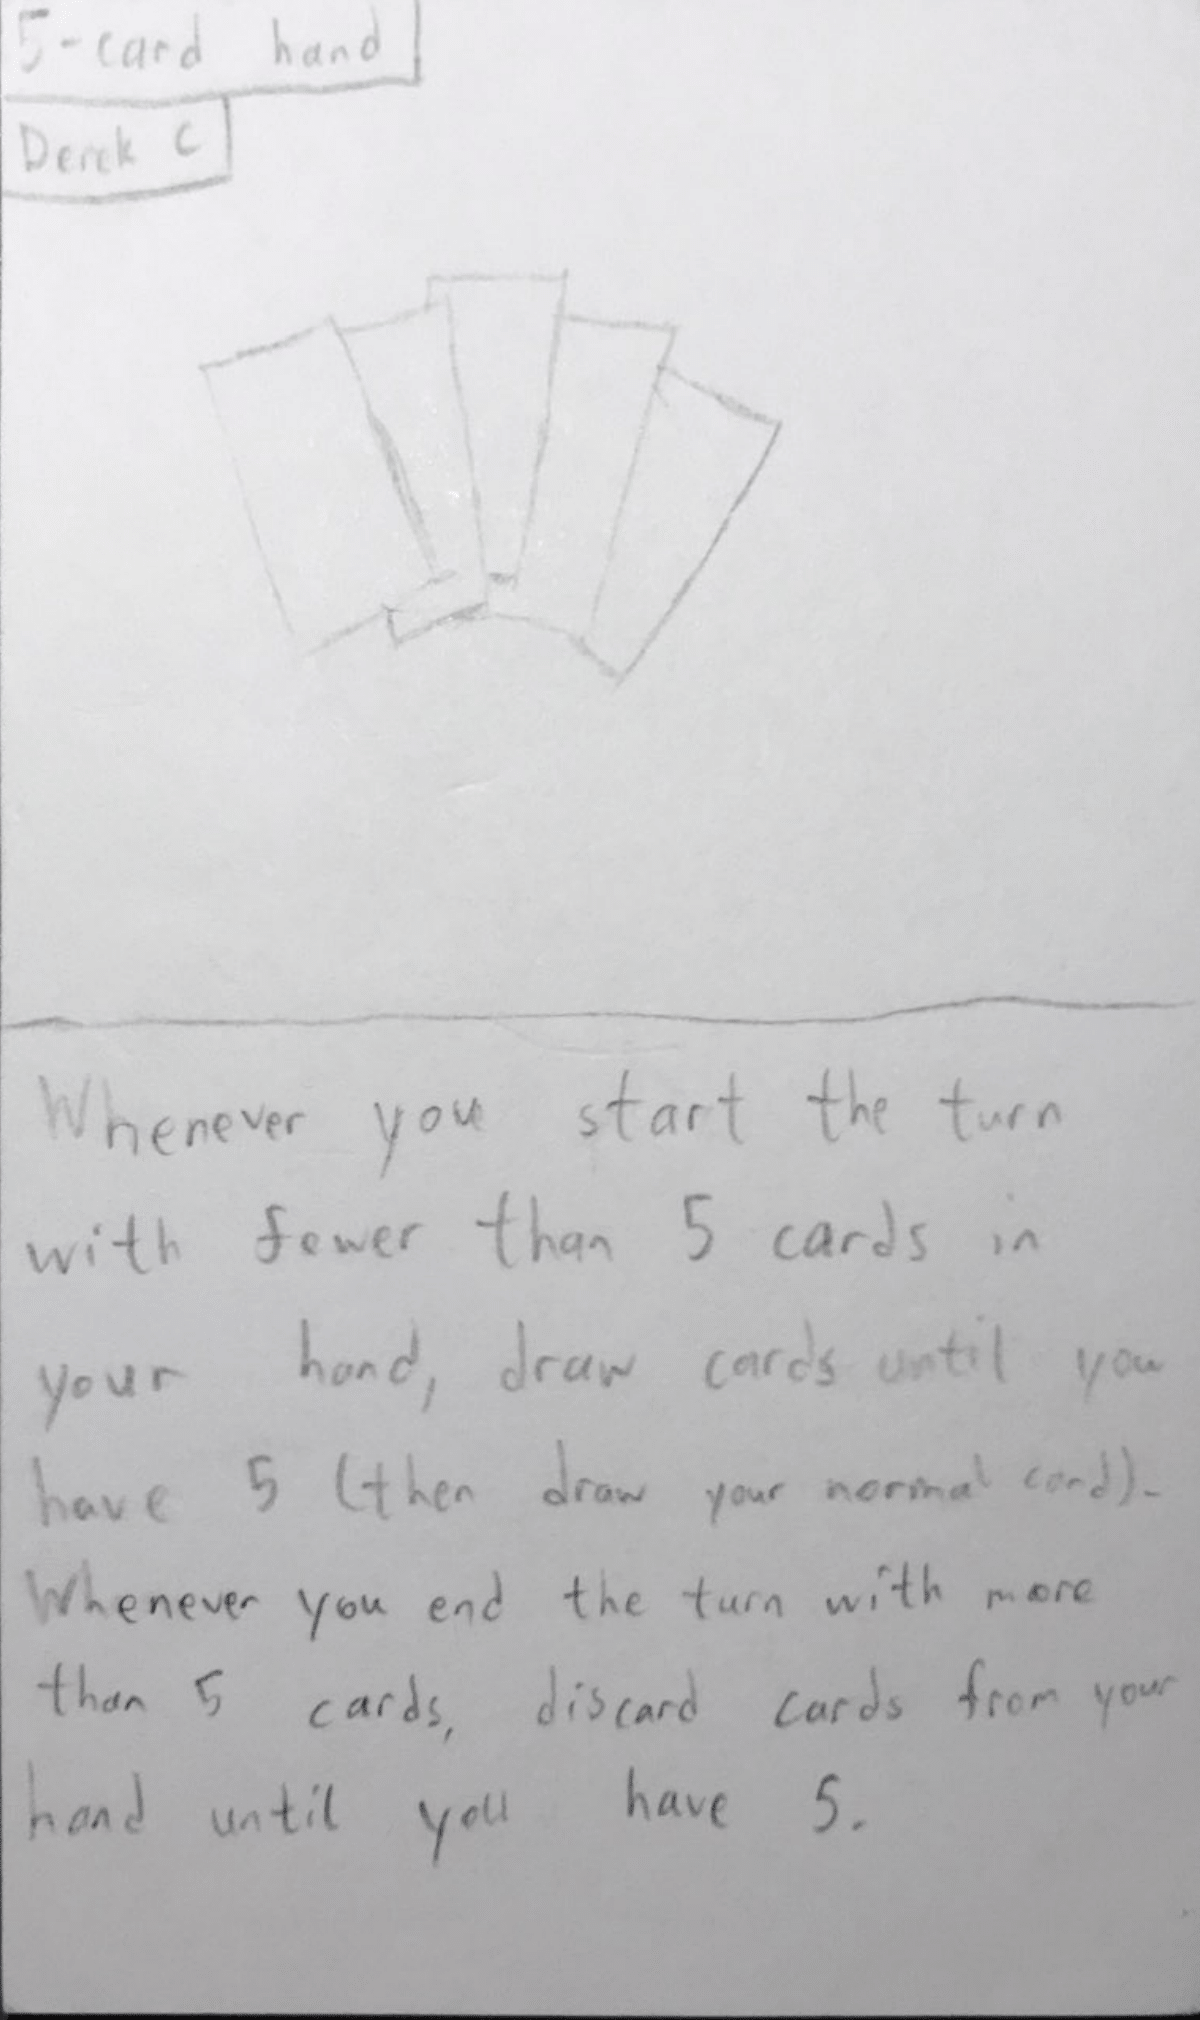 5-card hand
Derek C
Whenever you start the turn
with fewer than 5 cards in
your hand, draw cards until you
have 5 (then draw your normal card).
Whenever you end the turn with more
than 5 cards, discard cards from your
hand until you have 5.